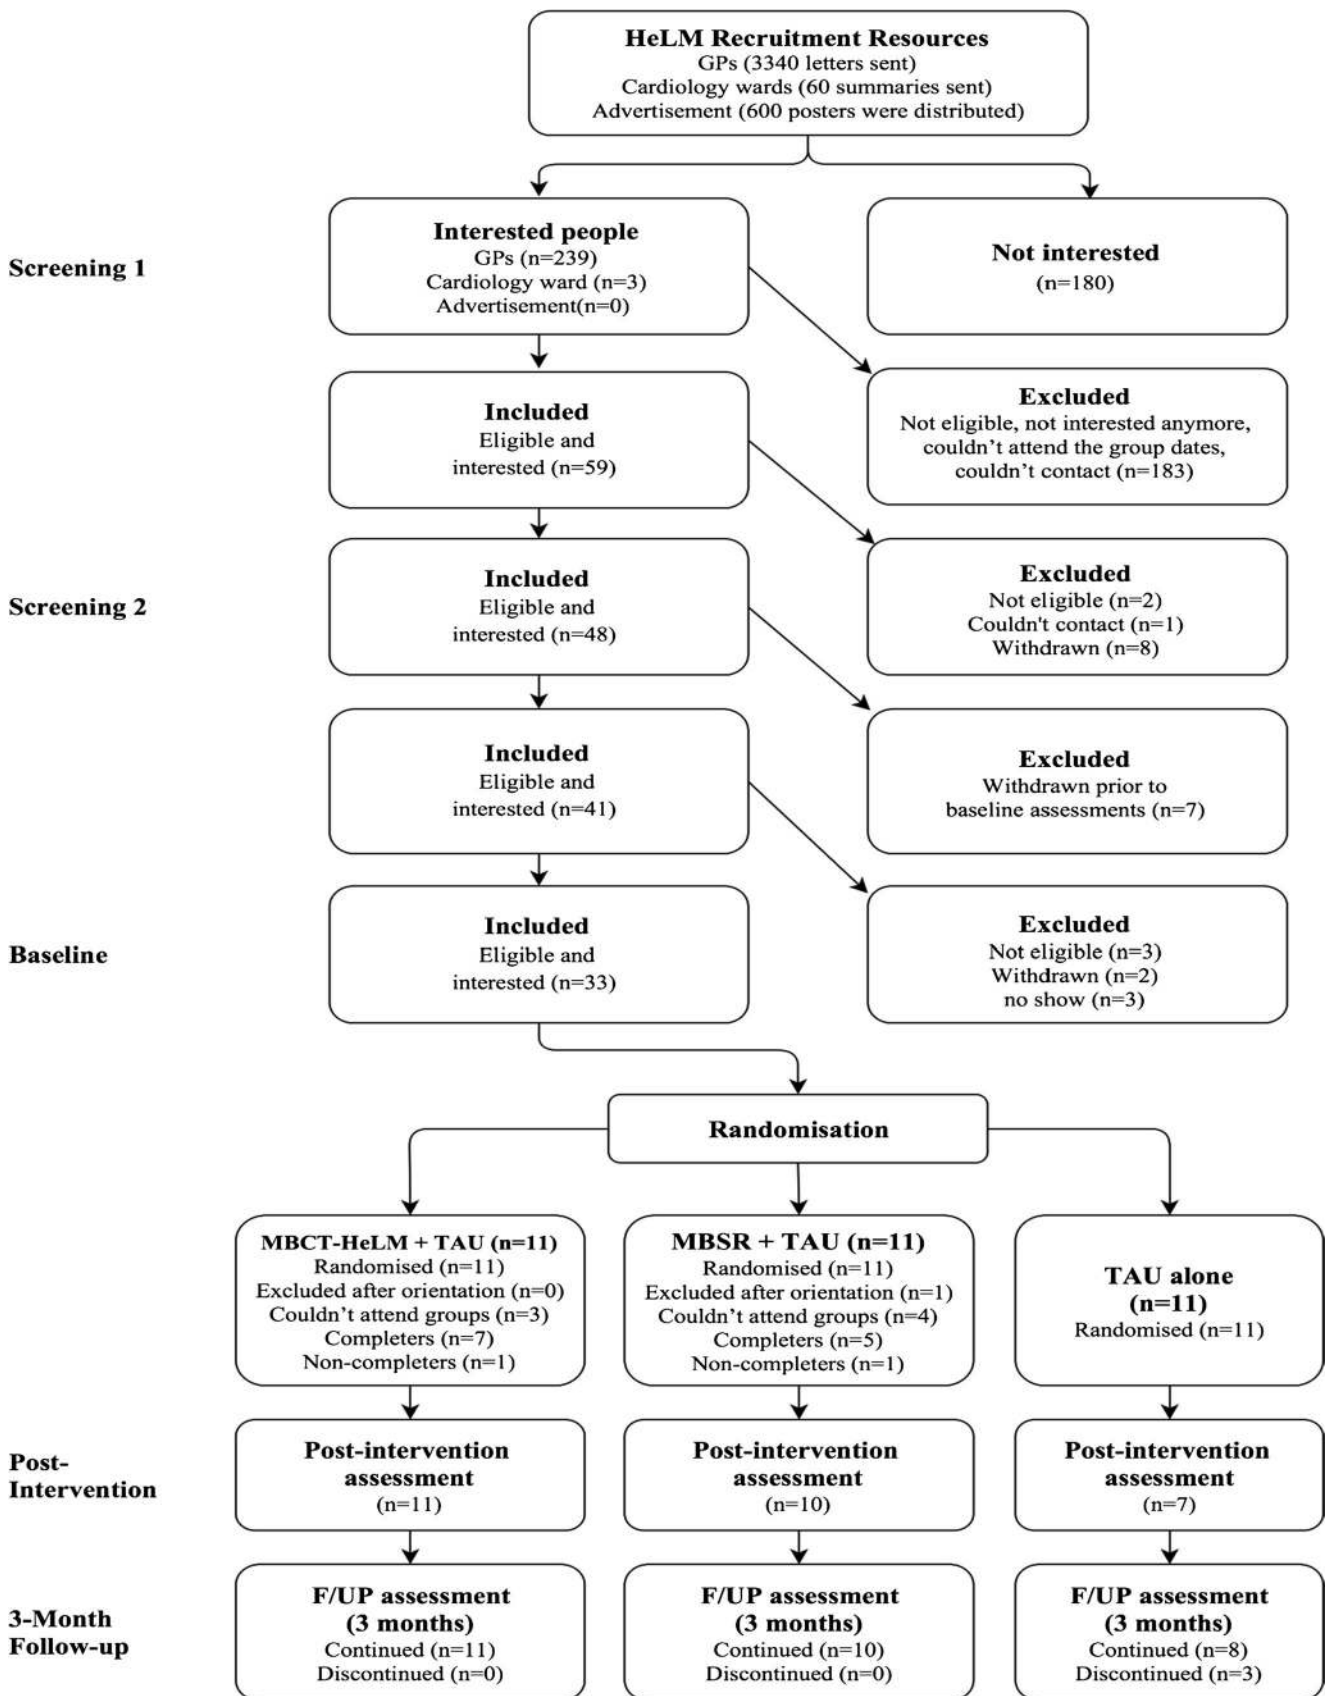 HeLM Recruitment Resources
GPs (3340 letters sent)
Cardiology wards (60 summaries sent)
Advertisement (600 posters were distributed)
Screening 1
Interested people
GPs (n=239)
Cardiology ward (n=3)
Advertisement(n=0)
Not interested
(n=180)
Included
Eligible and
interested (n=59)
Excluded
Not eligible, not interested anymore,
couldn’t attend the group dates,
couldn’t contact (n=183)
Screening 2
Included
Eligible and
interested (n=48)
Excluded
Not eligible (n=2)
Couldn't contact (n=1)
Withdrawn (n=8)
Included
Eligible and
interested (n=41)
Excluded
Withdrawn prior to
baseline assessments (n=7)
Baseline
Included
Eligible and
interested (n=33)
Excluded
Not eligible (n=3)
Withdrawn (n=2)
no show (n=3)
Randomisation
MBCT-HeLM + TAU (n=11)
Randomised (n=11)
Excluded after orientation (n=0)
Couldn’t attend groups (n=3)
Completers (n=7)
Non-completers (n=1)
MBSR + TAU (n=11)
Randomised (n=11)
Excluded after orientation (n=1)
Couldn’t attend groups (n=4)
Completers (n=5)
Non-completers (n=1)
TAU alone
(n=11)
Randomised (n=11)
Post-
Intervention
Post-intervention
assessment
(n=11)
Post-intervention
assessment
(n=10)
Post-intervention
assessment
(n=7)
3-Month
Follow-up
F/UP assessment
(3 months)
Continued (n=11)
Discontinued (n=0)
F/UP assessment
(3 months)
Continued (n=10)
Discontinued (n=0)
F/UP assessment
(3 months)
Continued (n=8)
Discontinued (n=3)